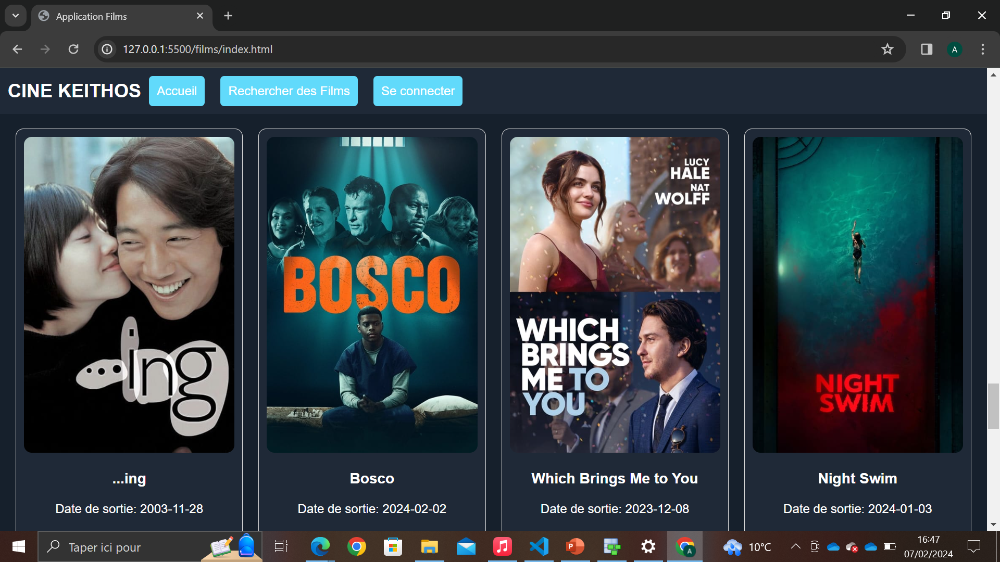 Application Films
127.0.0.1:5500/films/index.html
A
CINE KEITHOS
Accueil
Rechercher des Films
Se connecter
...ing
BOSCO
LUCY
HALE
NAT
WOLFF
WHICH
BRINGS
ME TO
YOU
NIGHT
SWIM
...ing
Bosco
Which Brings Me to You
Night Swim
Date de sortie: 2003-11-28
Date de sortie: 2024-02-02
Date de sortie: 2023-12-08
Date de sortie: 2024-01-03
Taper ici pour
P
A
10°C
16:47
07/02/2024